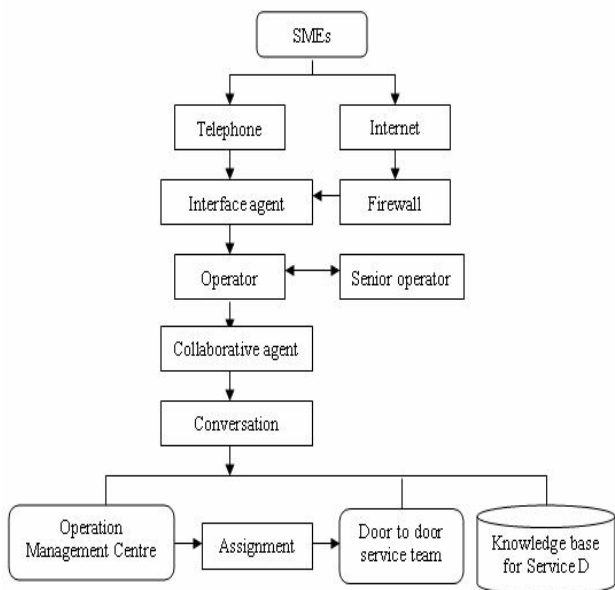 SMEs
Telephone
Internet
Interface agent
Firewall
Operator
Senior operator
Collaborative agent
Conversation
Operation
Management Centre
Assignment
Door to door
service team
Knowledge base
for Service D